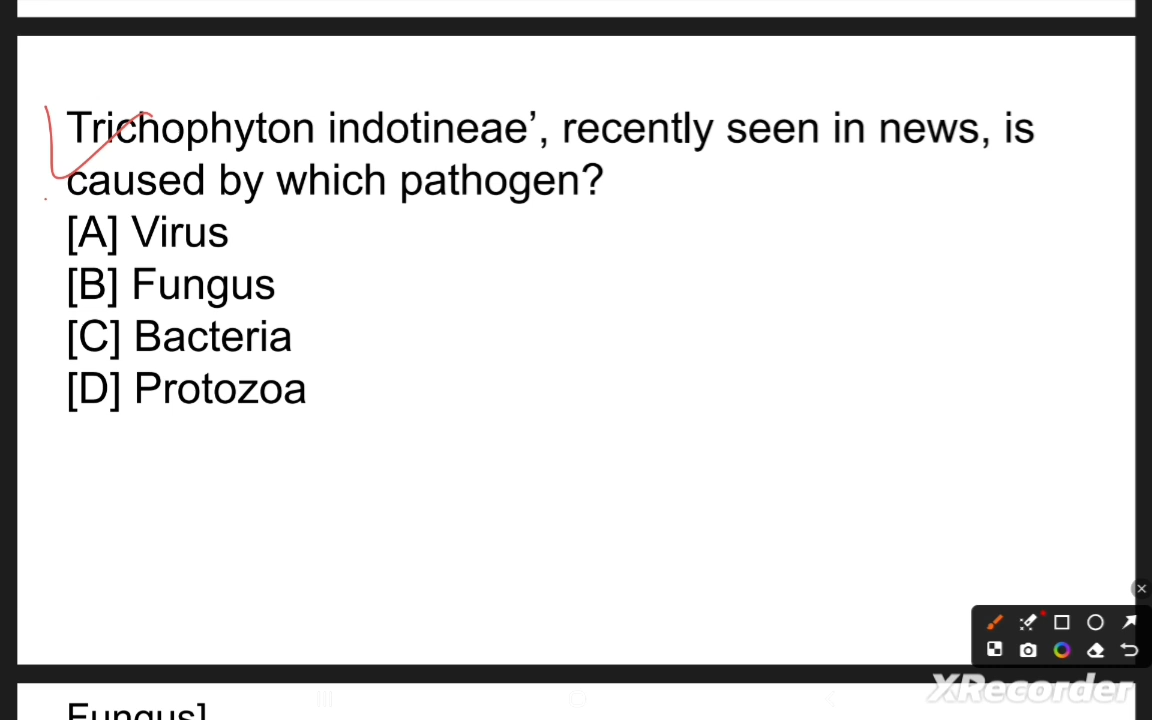 Trichophyton indotineae’, recently seen in news, is
caused by which pathogen?
[A] Virus
[B] Fungus
[C] Bacteria
[D] Protozoa
XRecorder
Fungus]